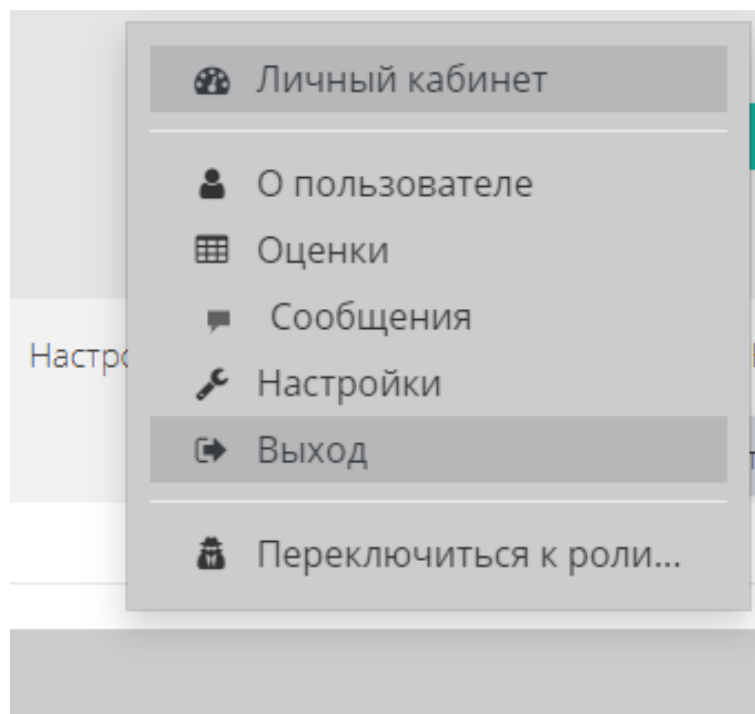 Личный кабинет
О пользователе
Оценки
Сообщения
Настро
Настройки
Выход
Переключиться к роли...